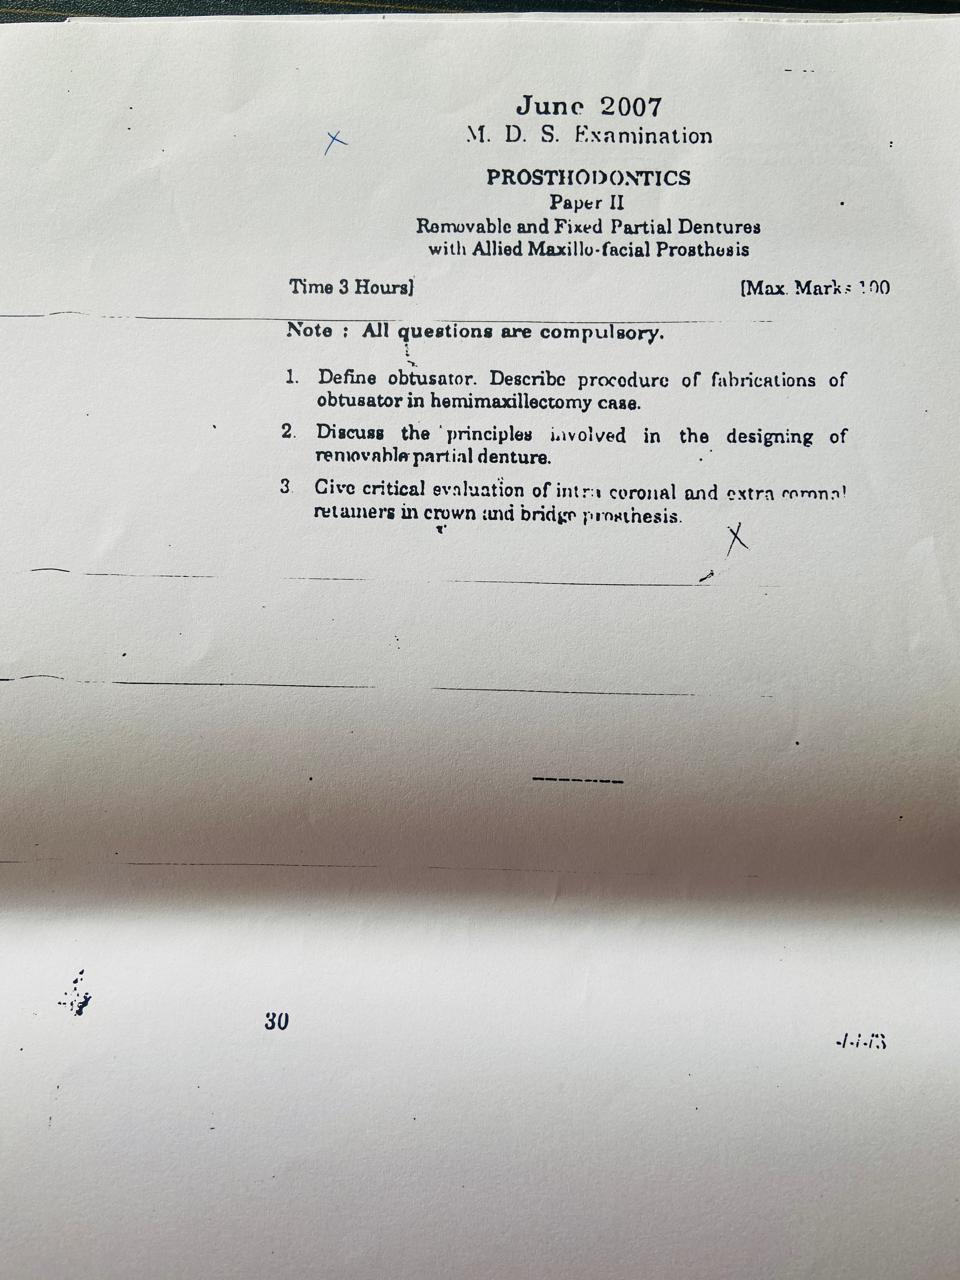 June 2007
M. D. S. Examination
PROSTHODONTICS
Paper II
Removable and Fixed Partial Dentures
with Allied Maxillo-facial Prosthesis
Time 3 Hours] [Max. Marks 100
Note : All questions are compulsory.
1. Define obtusator. Describe procedure of fabrications of
obtusator in hemimaxillectomy case.
2. Discuss the principles involved in the designing of
removable partial denture.
3 Give critical evaluation of intra coronal and extra coronal
retainers in crown and bridge prosthesis.
30